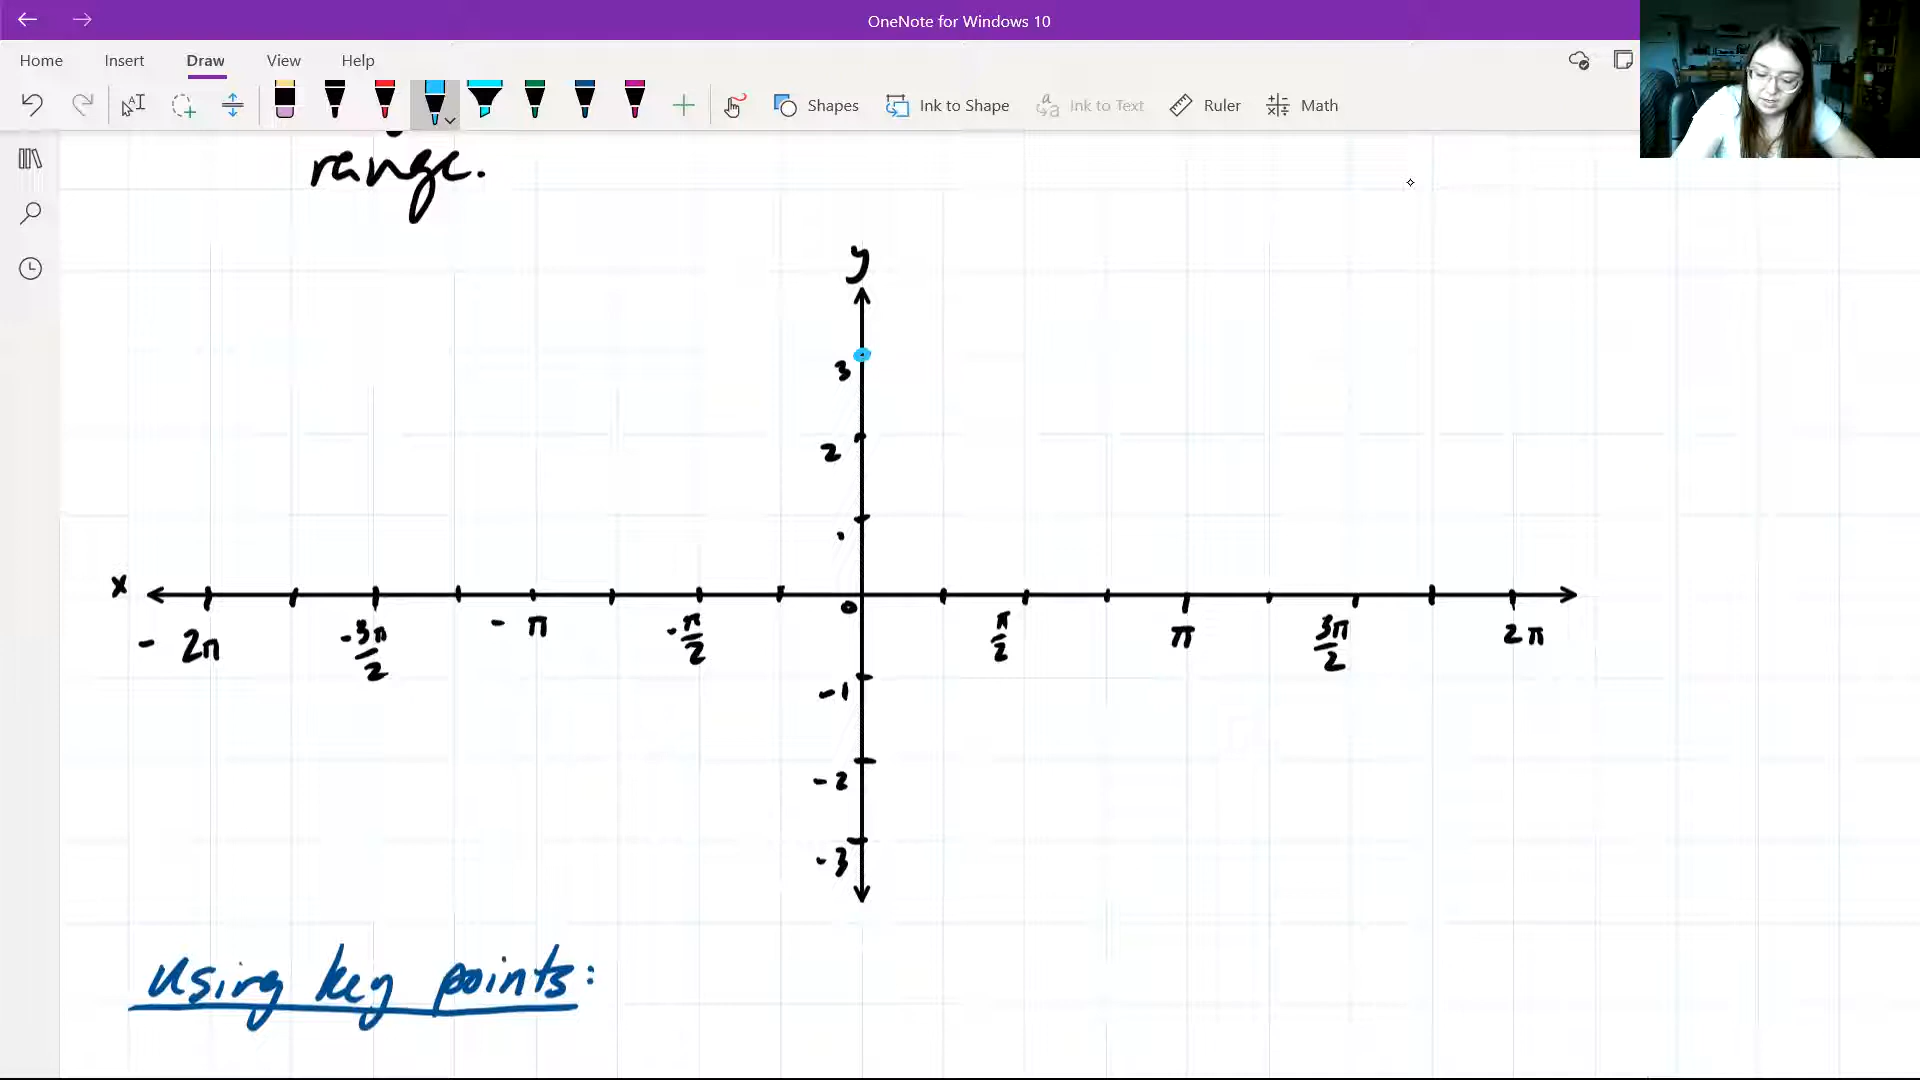 OneNote for Windows 10
Home Insert Draw View Help
Shapes Ink to Shape Ink to Text Ruler Math
range.
y
3
2
x
0
- 2π -3π/2 - π -π/2 π/2 π 3π/2 2π
-1
-2
-3
Using key points: